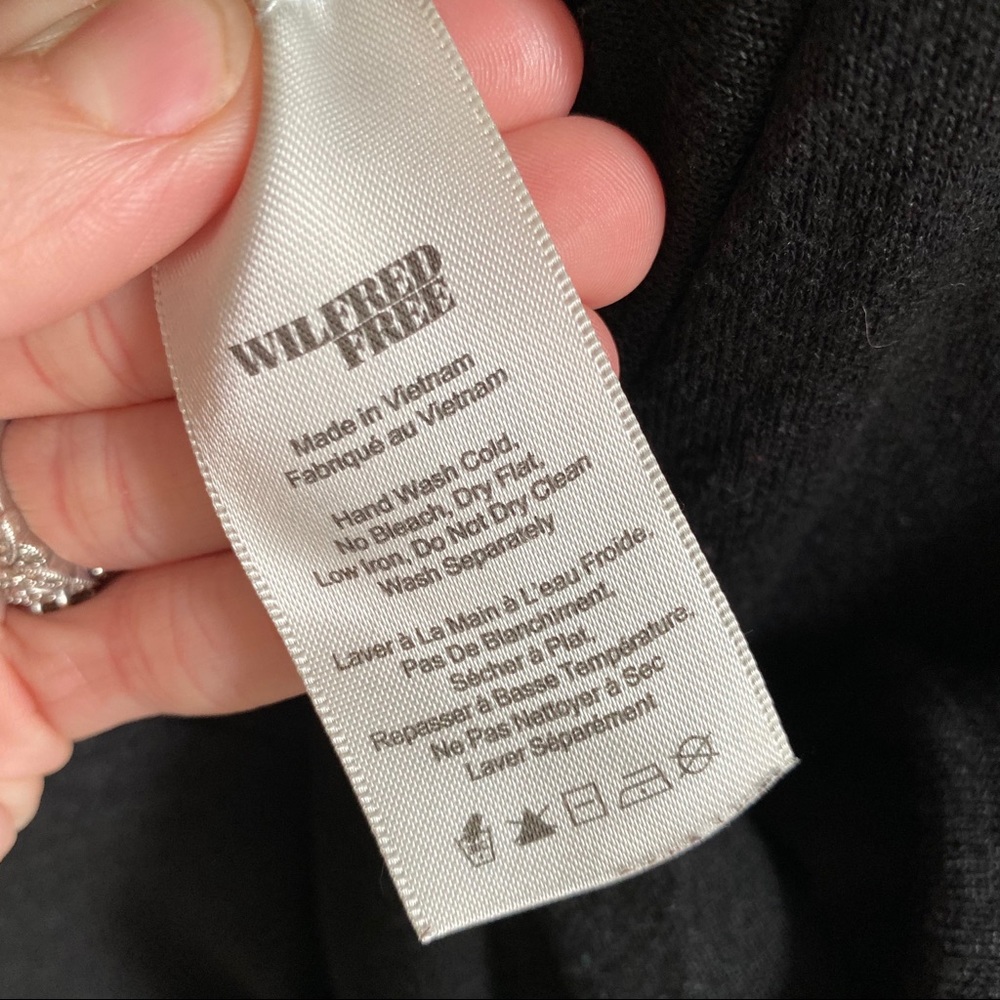 WILFRED
FREE
Made in Vietnam
Fabriqué au Vietnam
Hand Wash Cold.
No Bleach, Dry Flat,
Low Iron, Do Not Dry Clean
Wash Separately
Laver à La Main à L'eau Froide.
Pas De Blanchiment.
Sécher à Plat,
Repasser à Basse Température.
Ne Pas Nettoyer à Sec
Laver Séparément